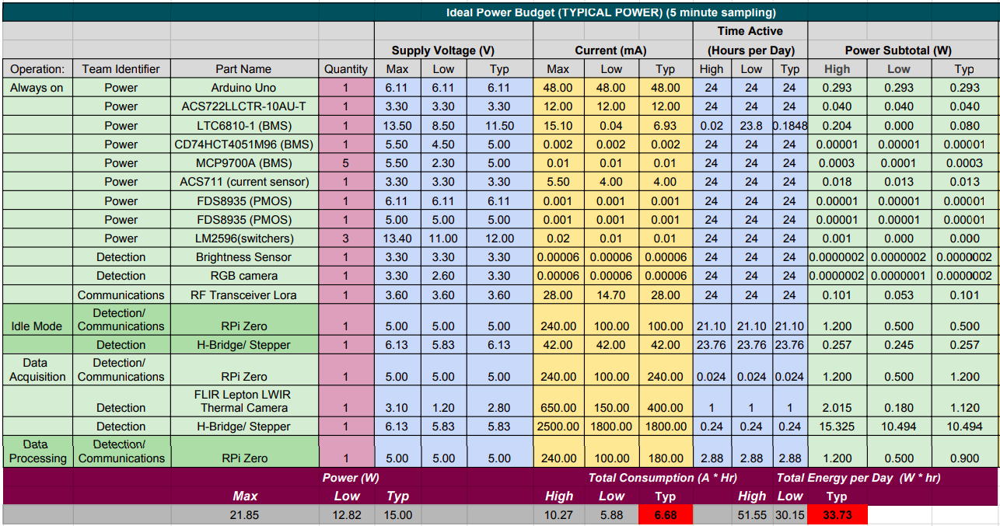 Ideal Power Budget (TYPICAL POWER) (5 minute sampling)
Time Active
Supply Voltage (V) Current (mA) (Hours per Day) Power Subtotal (W)
Operation: Team Identifier Part Name Quantity Max Low Typ Max Low Typ High Low Typ High Low Typ
Always on Power Arduino Uno 1 6.11 6.11 6.11 48.00 48.00 48.00 24 24 24 0.293 0.293 0.293
Power ACS722LLCTR-10AU-T 1 3.30 3.30 3.30 12.00 12.00 12.00 24 24 24 0.040 0.040 0.040
Power LTC6810-1 (BMS) 1 13.50 8.50 11.50 15.10 0.04 6.93 0.02 23.8 0.1848 0.204 0.000 0.080
Power CD74HCT4051M96 (BMS) 1 5.50 4.50 5.00 0.002 0.002 0.002 24 24 24 0.00001 0.00001 0.00001
Power MCP9700A (BMS) 5 5.50 2.30 5.00 0.01 0.01 0.01 24 24 24 0.0003 0.0001 0.0003
Power ACS711 (current sensor) 1 3.30 3.30 3.30 5.50 4.00 4.00 24 24 24 0.018 0.013 0.013
Power FDS8935 (PMOS) 1 6.11 6.11 6.11 0.001 0.001 0.001 24 24 24 0.00001 0.00001 0.00001
Power FDS8935 (PMOS) 1 5.00 5.00 5.00 0.001 0.001 0.001 24 24 24 0.00001 0.00001 0.00001
Power LM2596(switchers) 3 13.40 11.00 12.00 0.02 0.01 0.01 24 24 24 0.001 0.000 0.000
Detection Brightness Sensor 1 3.30 3.30 3.30 0.00006 0.00006 0.00006 24 24 24 0.0000002 0.0000002 0.0000002
Detection RGB camera 1 3.30 2.60 3.30 0.00006 0.00006 0.00006 24 24 24 0.0000002 0.0000001 0.0000002
Communications RF Transceiver Lora 1 3.60 3.60 3.60 28.00 14.70 28.00 24 24 24 0.101 0.053 0.101
Detection/
Idle Mode Communications RPi Zero 1 5.00 5.00 5.00 240.00 100.00 100.00 21.10 21.10 21.10 1.200 0.500 0.500
Detection H-Bridge/ Stepper 1 6.13 5.83 6.13 42.00 42.00 42.00 23.76 23.76 23.76 0.257 0.245 0.257
Data Detection/
Acquisition Communications RPi Zero 1 5.00 5.00 5.00 240.00 100.00 240.00 0.024 0.024 0.024 1.200 0.500 1.200
FLIR Lepton LWIR
Detection Thermal Camera 1 3.10 1.20 2.80 650.00 150.00 400.00 1 1 1 2.015 0.180 1.120
Detection H-Bridge/ Stepper 1 6.13 5.83 5.83 2500.00 1800.00 1800.00 0.24 0.24 0.24 15.325 10.494 10.494
Data Detection/
Processing Communications RPi Zero 1 5.00 5.00 5.00 240.00 100.00 180.00 2.88 2.88 2.88 1.200 0.500 0.900
Power (W) Total Consumption (A * Hr) Total Energy per Day (W * hr)
Max Low Typ High Low Typ High Low Typ
21.85 12.82 15.00 10.27 5.88 6.68 51.55 30.15 33.73